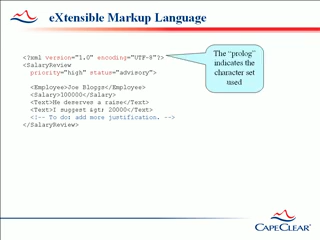 eXtensible Markup Language
<?xml version="1.0" encoding="UTF-8"?>
<SalaryReview
priority="high" status="advisory">
<Employee>Joe Bloggs</Employee>
<Salary>100000</Salary>
<Text>He deserves a raise</Text>
<Text>I suggest &gt; 20000</Text>
<!-- To do: add more justification. -->
</SalaryReview>
The “prolog”
indicates the
character set
used
CAPECLEAR